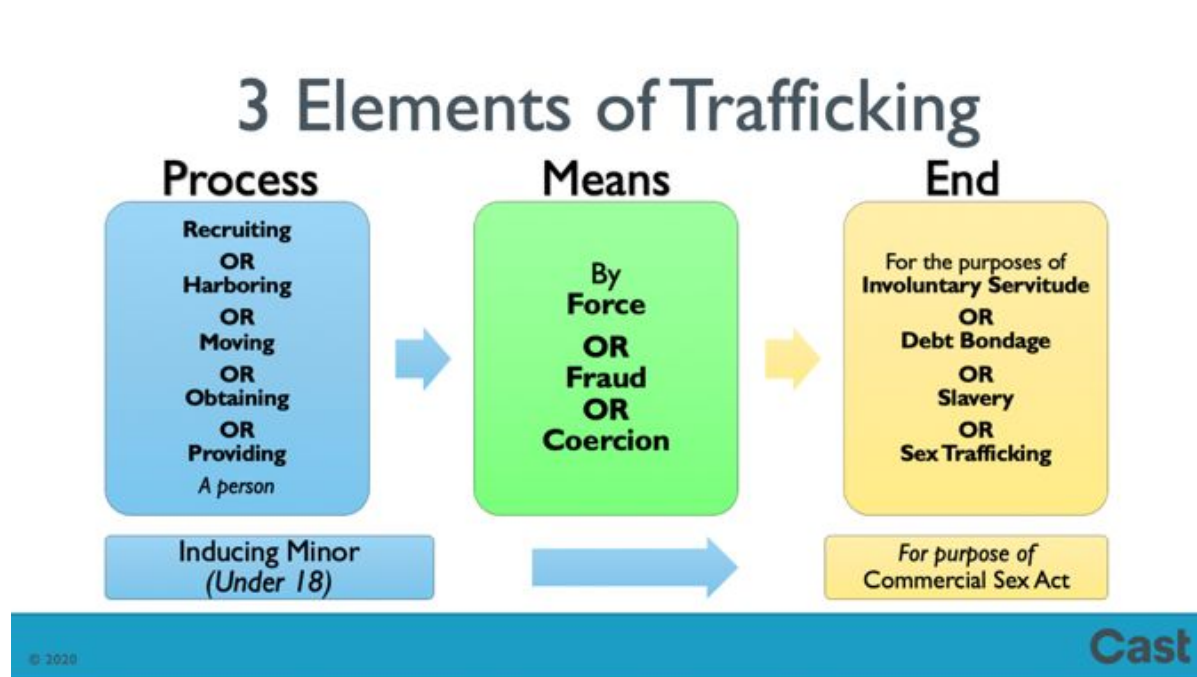 3 Elements of Trafficking
Process
Recruiting
OR
Harboring
OR
Moving
OR
Obtaining
OR
Providing
A person
Means
By
Force
OR
Fraud
OR
Coercion
End
For the purposes of
Involuntary Servitude
OR
Debt Bondage
OR
Slavery
OR
Sex Trafficking
Inducing Minor
(Under 18)
For purpose of
Commercial Sex Act
© 2020
Cast